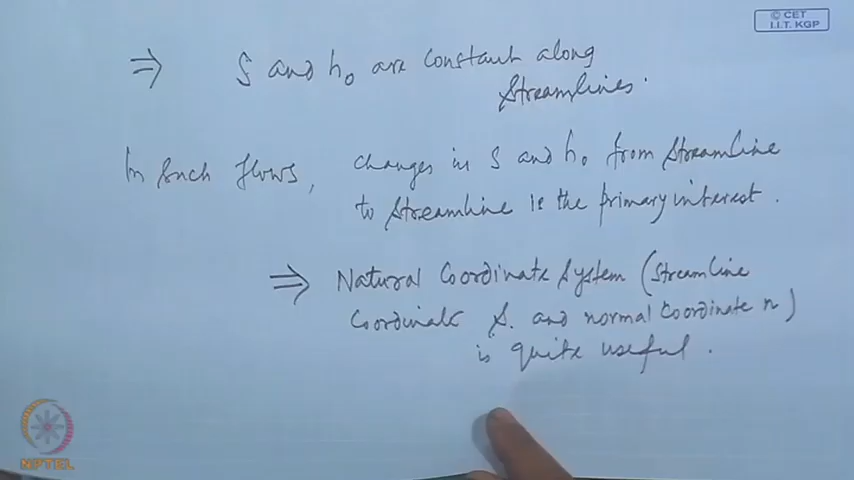 © CET
I.I.T. KGP
⇒ S and h₀ are constant along
Streamlines.
In such flows, changes in S and h₀ from streamline
to streamline is the primary interest.
⇒ Natural Coordinate System (streamline
coordinate s. and normal coordinate n)
is quite useful.
NPTEL